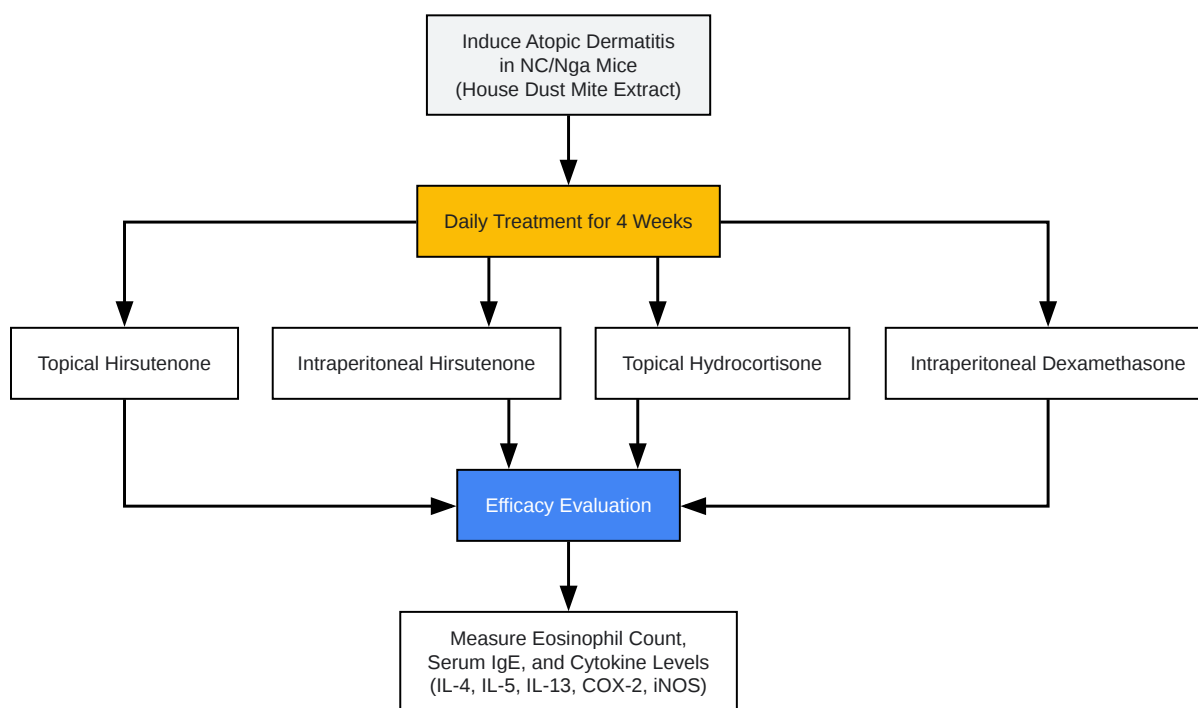 Induce Atopic Dermatitis
in NC/Nga Mice
(House Dust Mite Extract)
Daily Treatment for 4 Weeks
Topical Hirsutenone
Intraperitoneal Hirsutenone
Topical Hydrocortisone
Intraperitoneal Dexamethasone
Efficacy Evaluation
Measure Eosinophil Count,
Serum IgE, and Cytokine Levels
(IL-4, IL-5, IL-13, COX-2, iNOS)